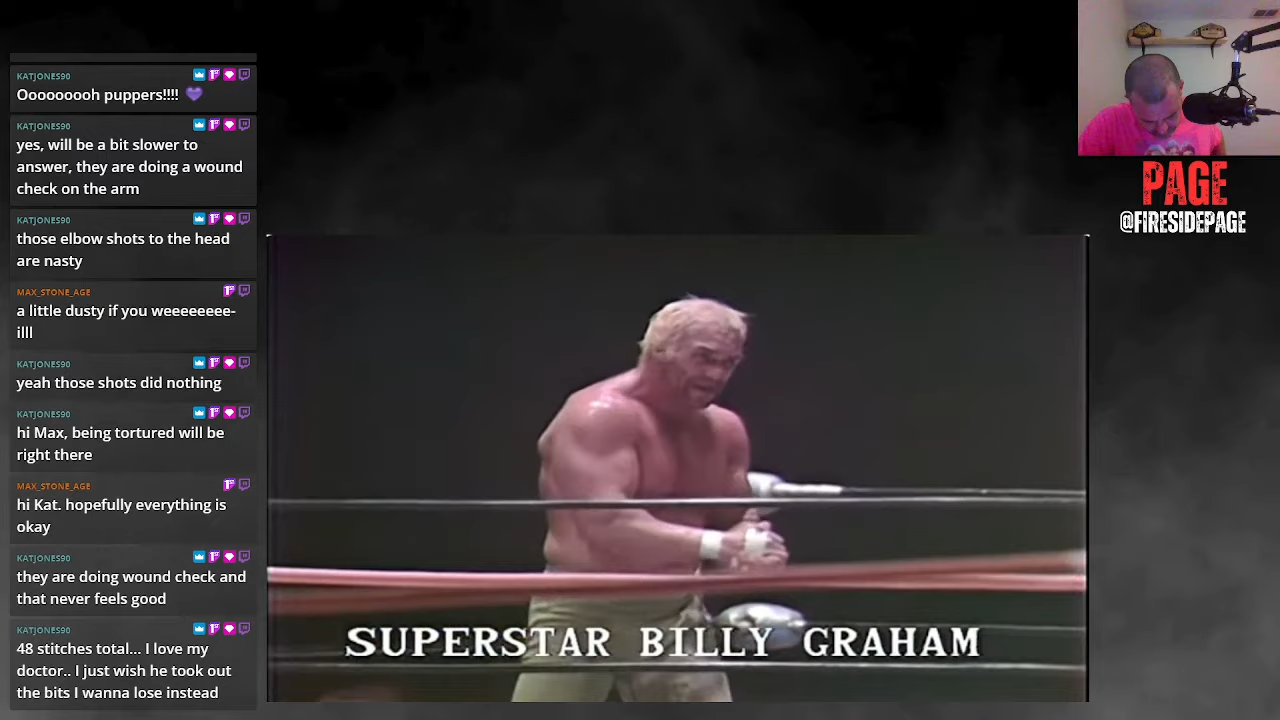 KATJONES90
Ooooooooh puppers!!!! 💜
KATJONES90
yes, will be a bit slower to
answer, they are doing a wound
check on the arm
KATJONES90
those elbow shots to the head
are nasty
MAX_STONE_AGE
a little dusty if you weeeeeeee-
illl
KATJONES90
yeah those shots did nothing
KATJONES90
hi Max, being tortured will be
right there
MAX_STONE_AGE
hi Kat. hopefully everything is
okay
KATJONES90
they are doing wound check and
that never feels good
KATJONES90
48 stitches total... I love my
doctor.. I just wish he took out
the bits I wanna lose instead
PAGE
@FIRESIDEPAGE
SUPERSTAR BILLY GRAHAM